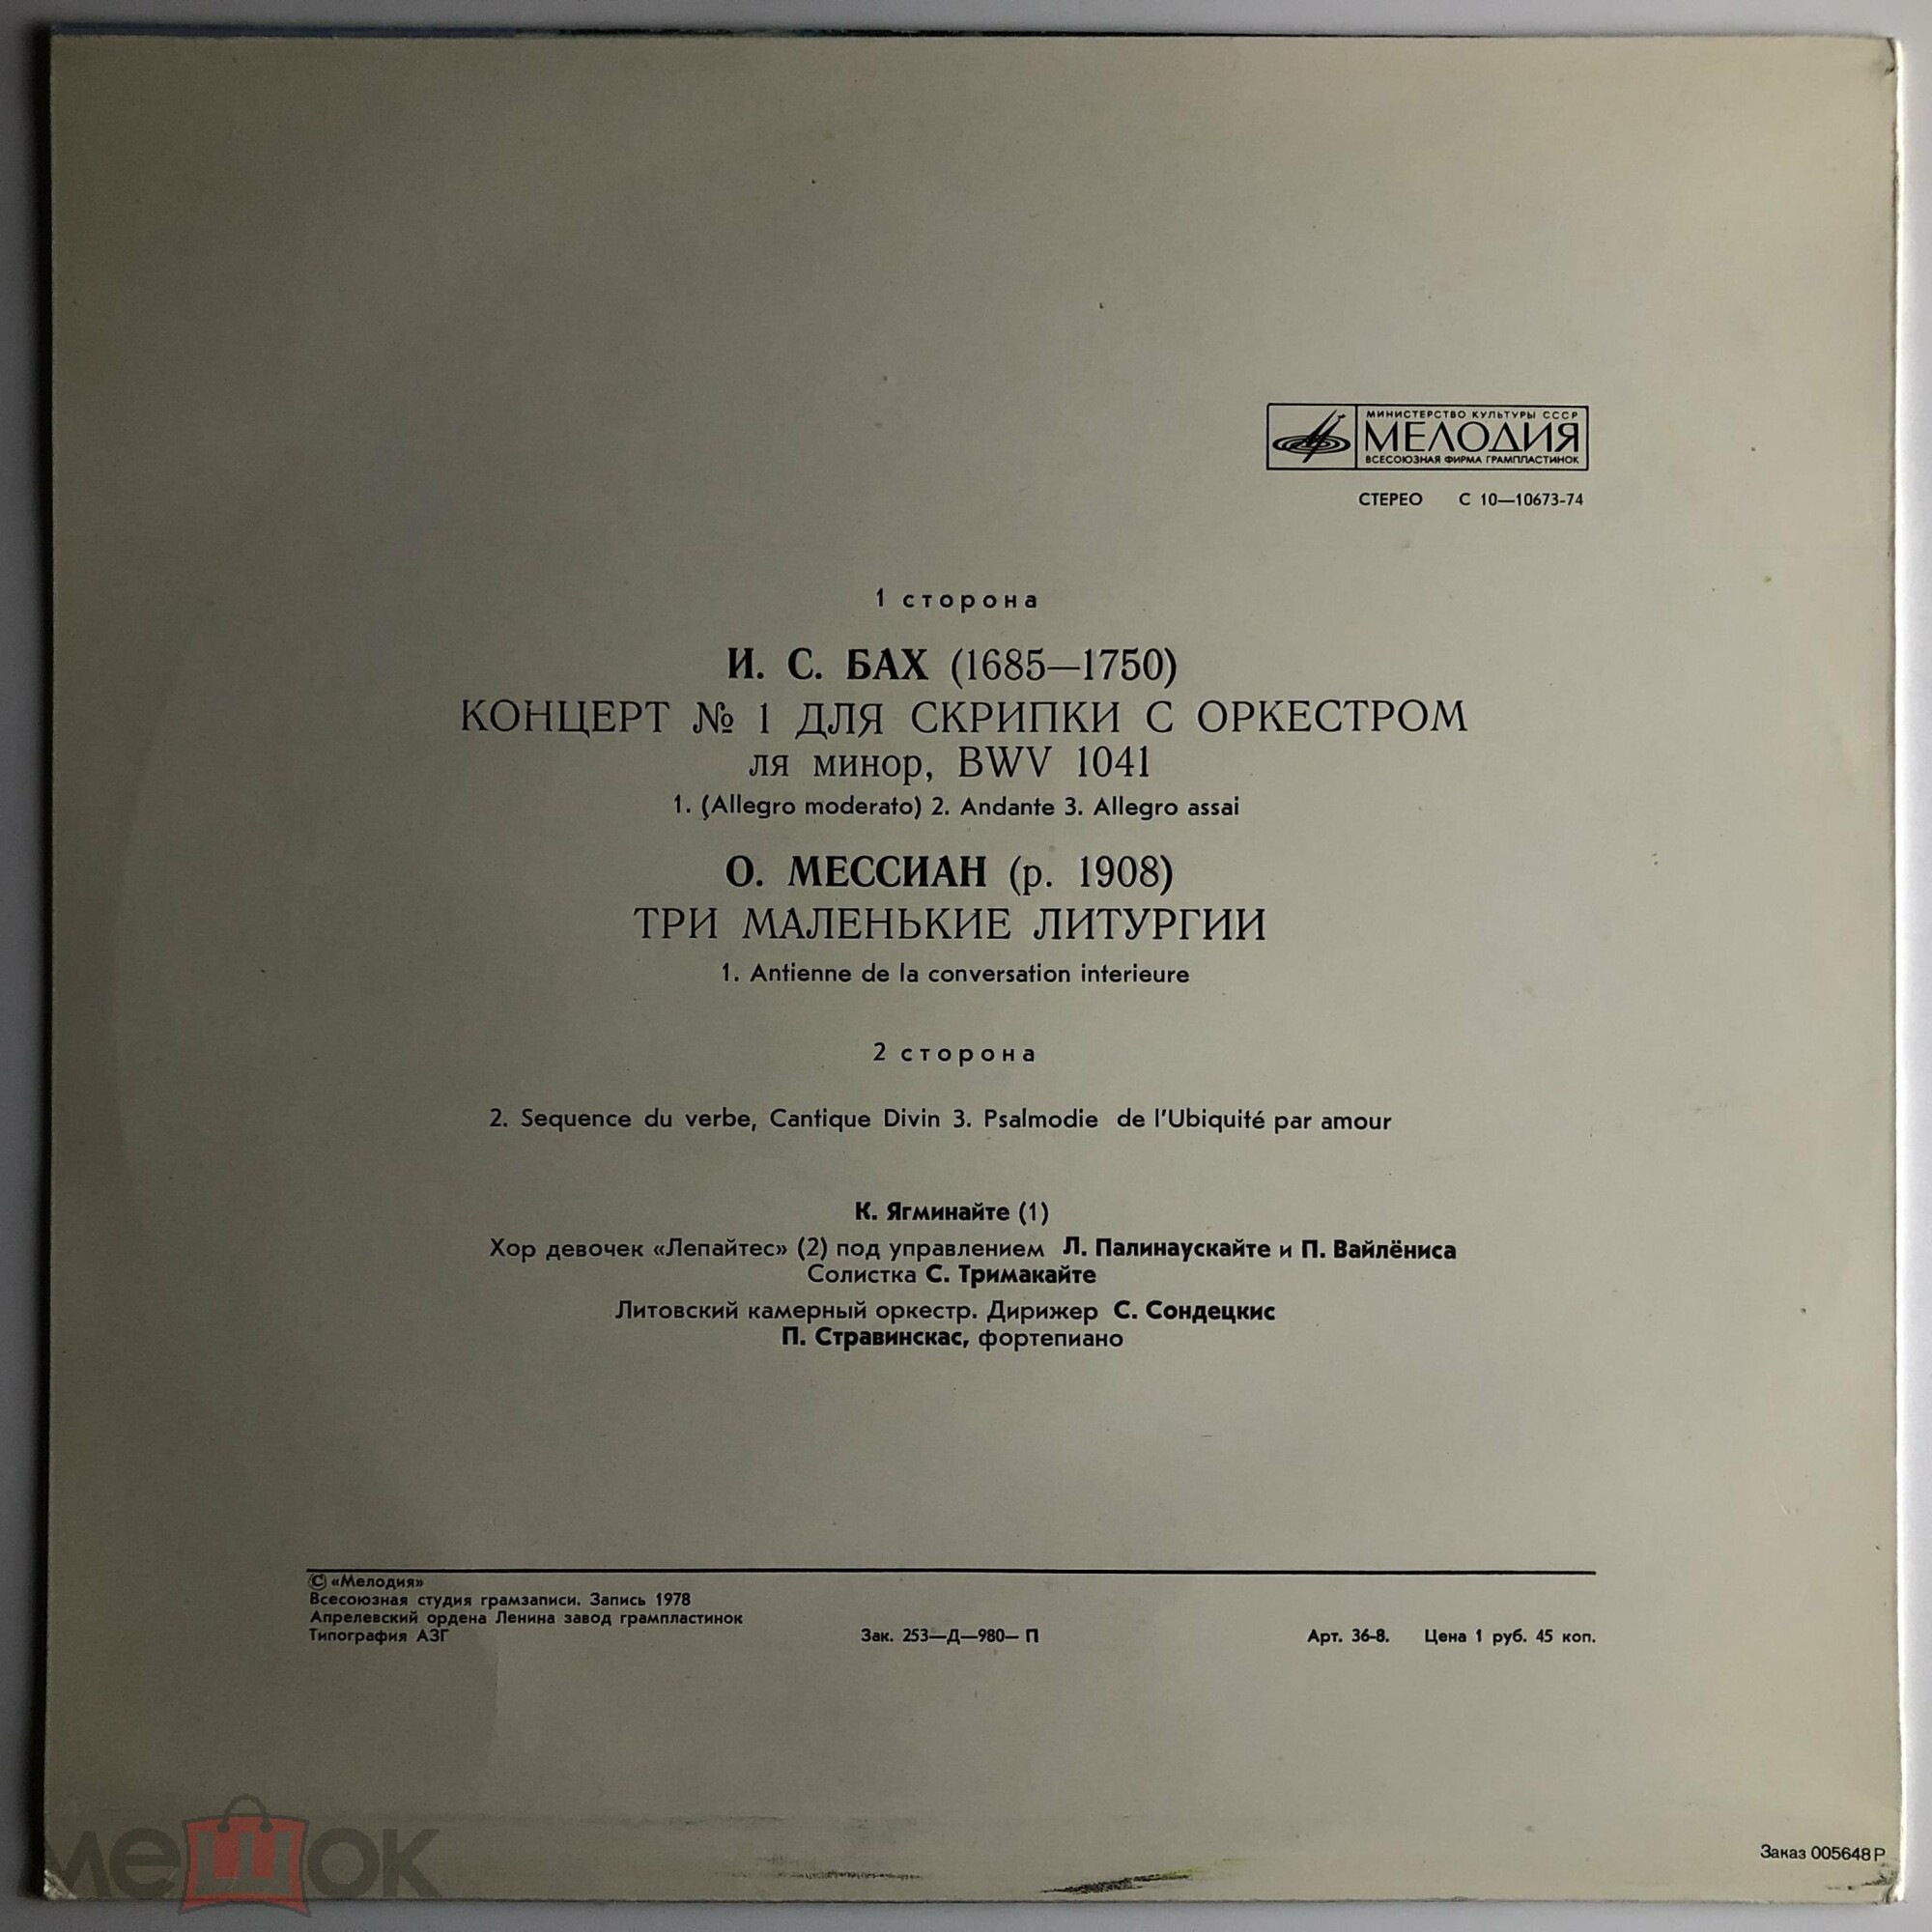 МИНИСТЕРСТВО КУЛЬТУРЫ СССР
МЕЛОДИЯ
ВСЕСОЮЗНАЯ ФИРМА ГРАМПЛАСТИНОК
СТЕРЕО С 10—10673-74
1 сторона
И. С. БАХ (1685—1750)
КОНЦЕРТ № 1 ДЛЯ СКРИПКИ С ОРКЕСТРОМ
ля минор, BWV 1041
1. (Allegro moderato) 2. Andante 3. Allegro assai
О. МЕССИАН (р. 1908)
ТРИ МАЛЕНЬКИЕ ЛИТУРГИИ
1. Antienne de la conversation interieure
2 сторона
2. Sequence du verbe, Cantique Divin 3. Psalmodie de l'Ubiquité par amour
К. Ягминайте (1)
Хор девочек «Лепайтес» (2) под управлением Л. Палинаускайте и П. Вайлёниса
Солистка С. Тримакайте
Литовский камерный оркестр. Дирижер С. Сондецкис
П. Стравинскас, фортепиано
© «Мелодия»
Всесоюзная студия грамзаписи. Запись 1978
Апрелевский ордена Ленина завод грампластинок
Типография АЗГ Зак. 253—Д—980— П Арт. 36-8. Цена 1 руб. 45 коп.
Заказ 005648 Р
мешок